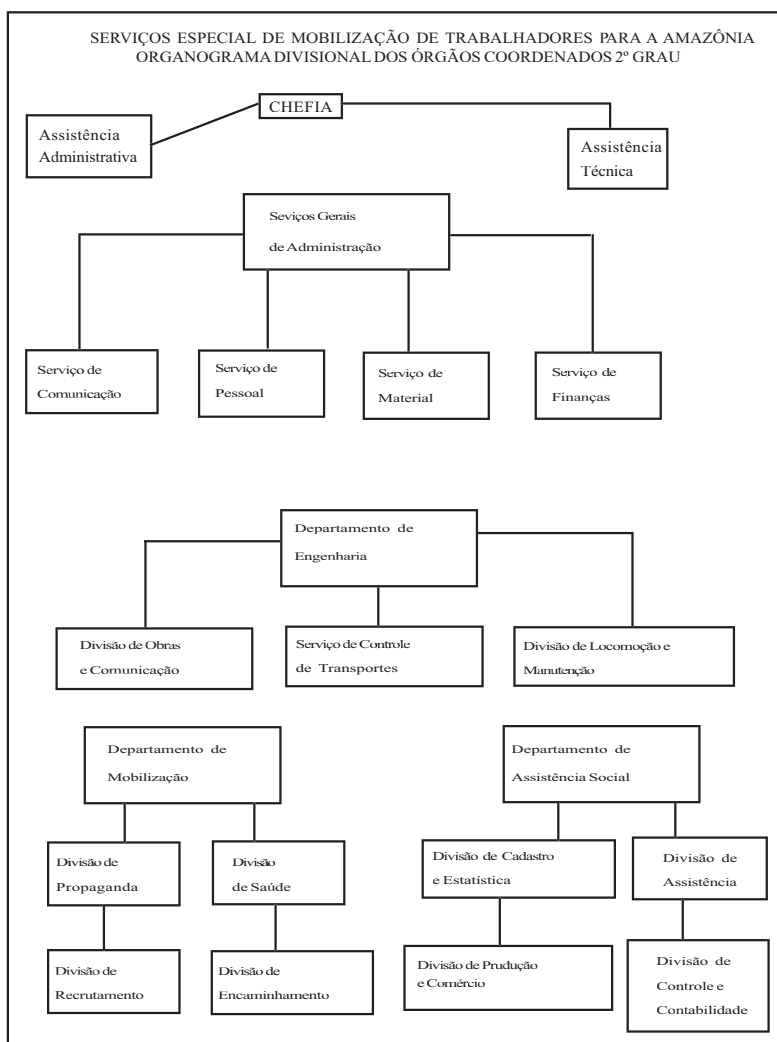 SERVIÇOS ESPECIAL DE MOBILIZAÇÃO DE TRABALHADORES PARA A AMAZÔNIA
ORGANOGRAMA DIVISIONAL DOS ÓRGÃOS COORDENADOS 2º GRAU
CHEFIA
Assistência
Administrativa
Assistência
Técnica
Seviços Gerais
de Administração
Serviço de
Comunicação
Serviço de
Pessoal
Serviço de
Material
Serviço de
Finanças
Departamento de
Engenharia
Divisão de Obras
e Comunicação
Serviço de Controle
de Transportes
Divisão de Locomoção e
Manutenção
Departamento de
Mobilização
Departamento de
Assistência Social
Divisão de
Propaganda
Divisão
de Saúde
Divisão de Cadastro
e Estatística
Divisão de
Assistência
Divisão de
Recrutamento
Divisão de
Encaminhamento
Divisão de Prudução
e Comércio
Divisão de
Controle e
Contabilidade